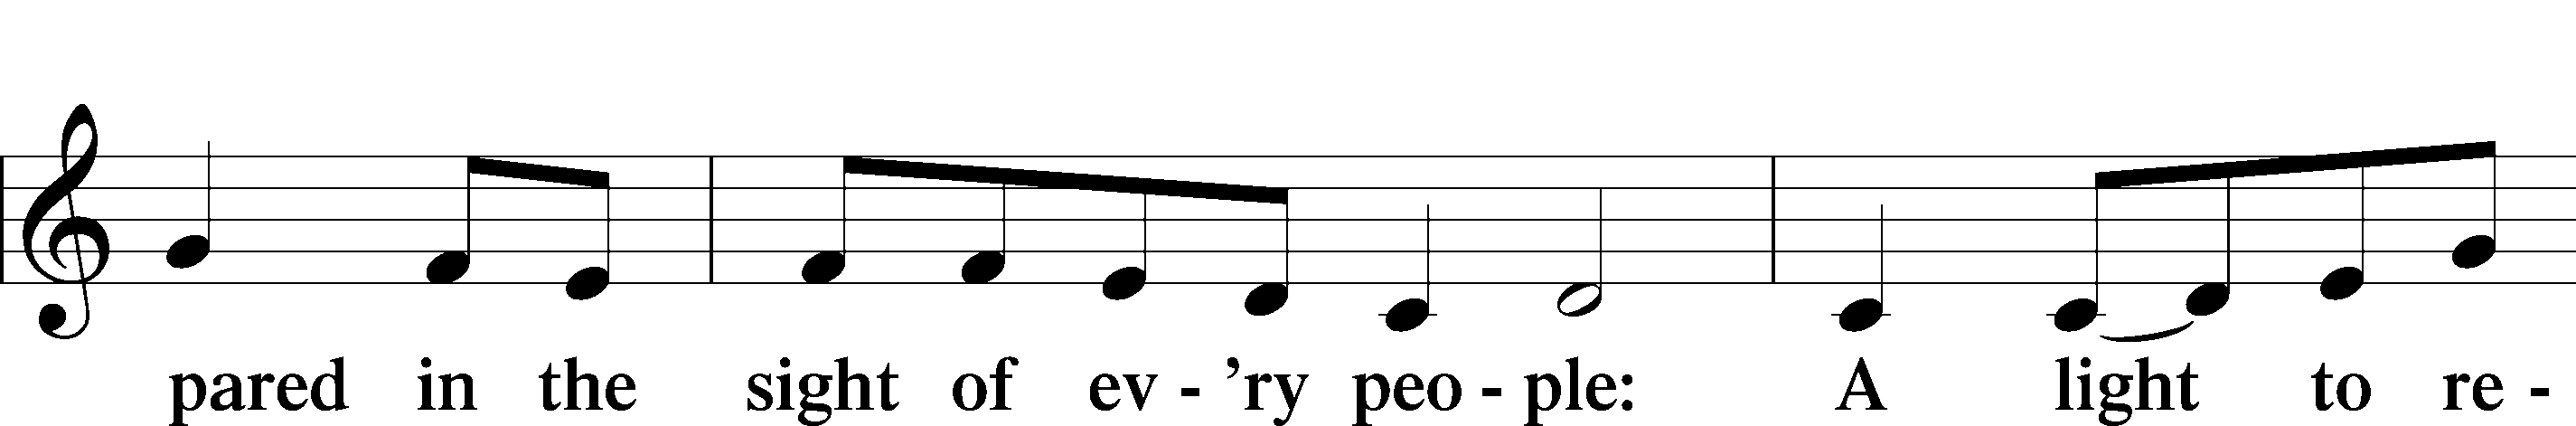 pared in the sight of ev - 'ry peo - ple: A light to re -